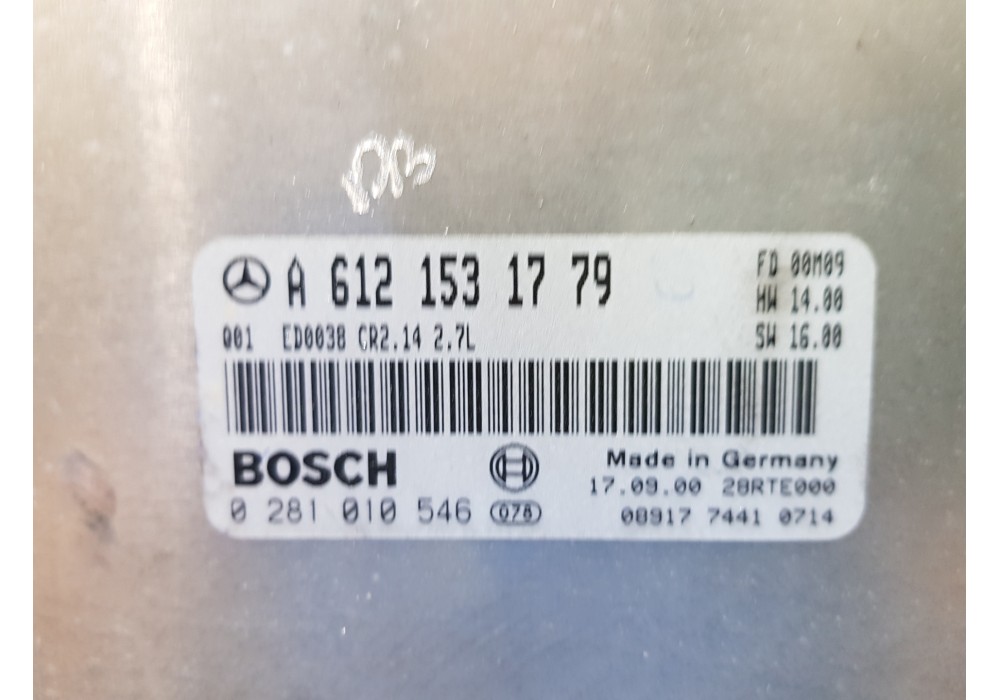 A 612 153 17 79
FD 00M09
HW 14.00
Q01 ED0038 CR2.14 2.7L
SW 16.00
BOSCH
Made in Germany
17.09.00 28RTE000
0 281 010 546 078
08917 7441 0714